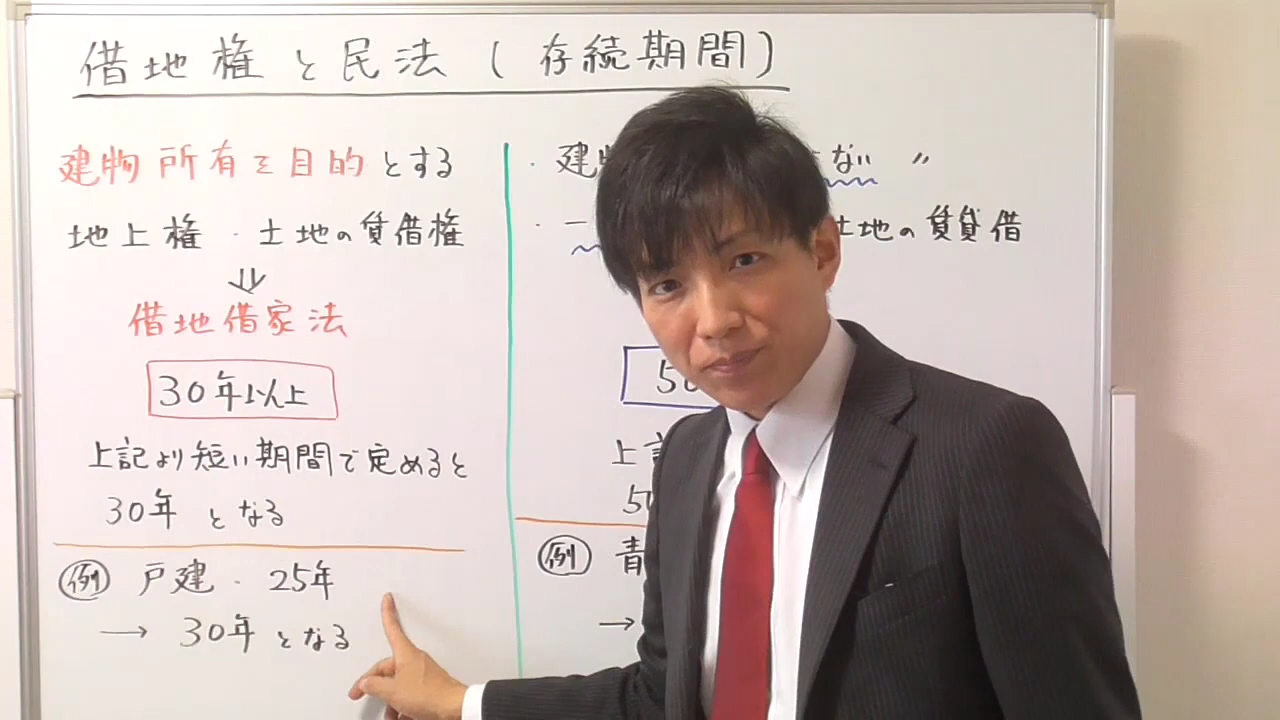 借地権と民法(存続期間)
建物所有を目的とする
地上権・土地の賃借権
⇓
借地借家法
30年以上
上記より短い期間で定めると
30年となる
例 戸建・25年
→ 30年となる
・建 ない 〃
・一 土地の賃貸借
50
上
50
例 青
→